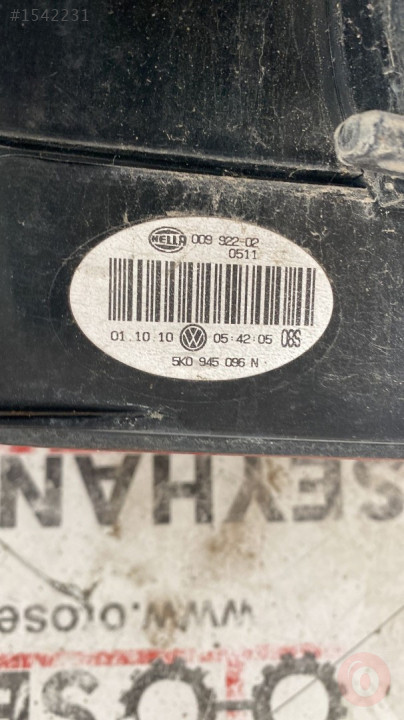 #1542231
HELLA 009 922-02
0511
01.10.10 VW 05:42:05 08S
5K0 945 096 N
SEYHAN
www.otose
SE